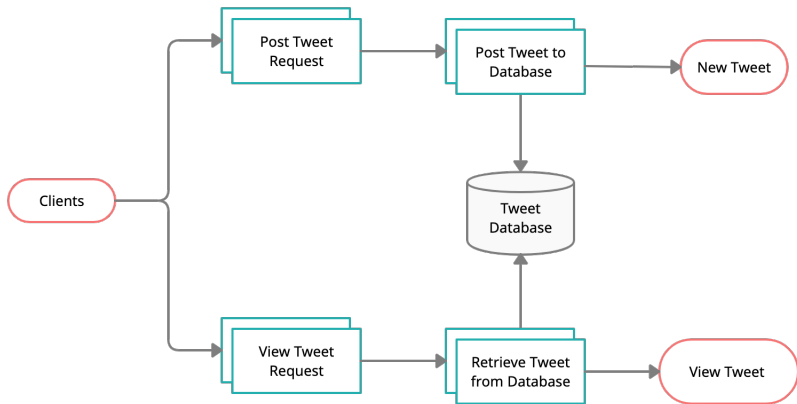 Post Tweet
Request
Post Tweet to
Database
New Tweet
Clients
Tweet
Database
View Tweet
Request
Retrieve Tweet
from Database
View Tweet